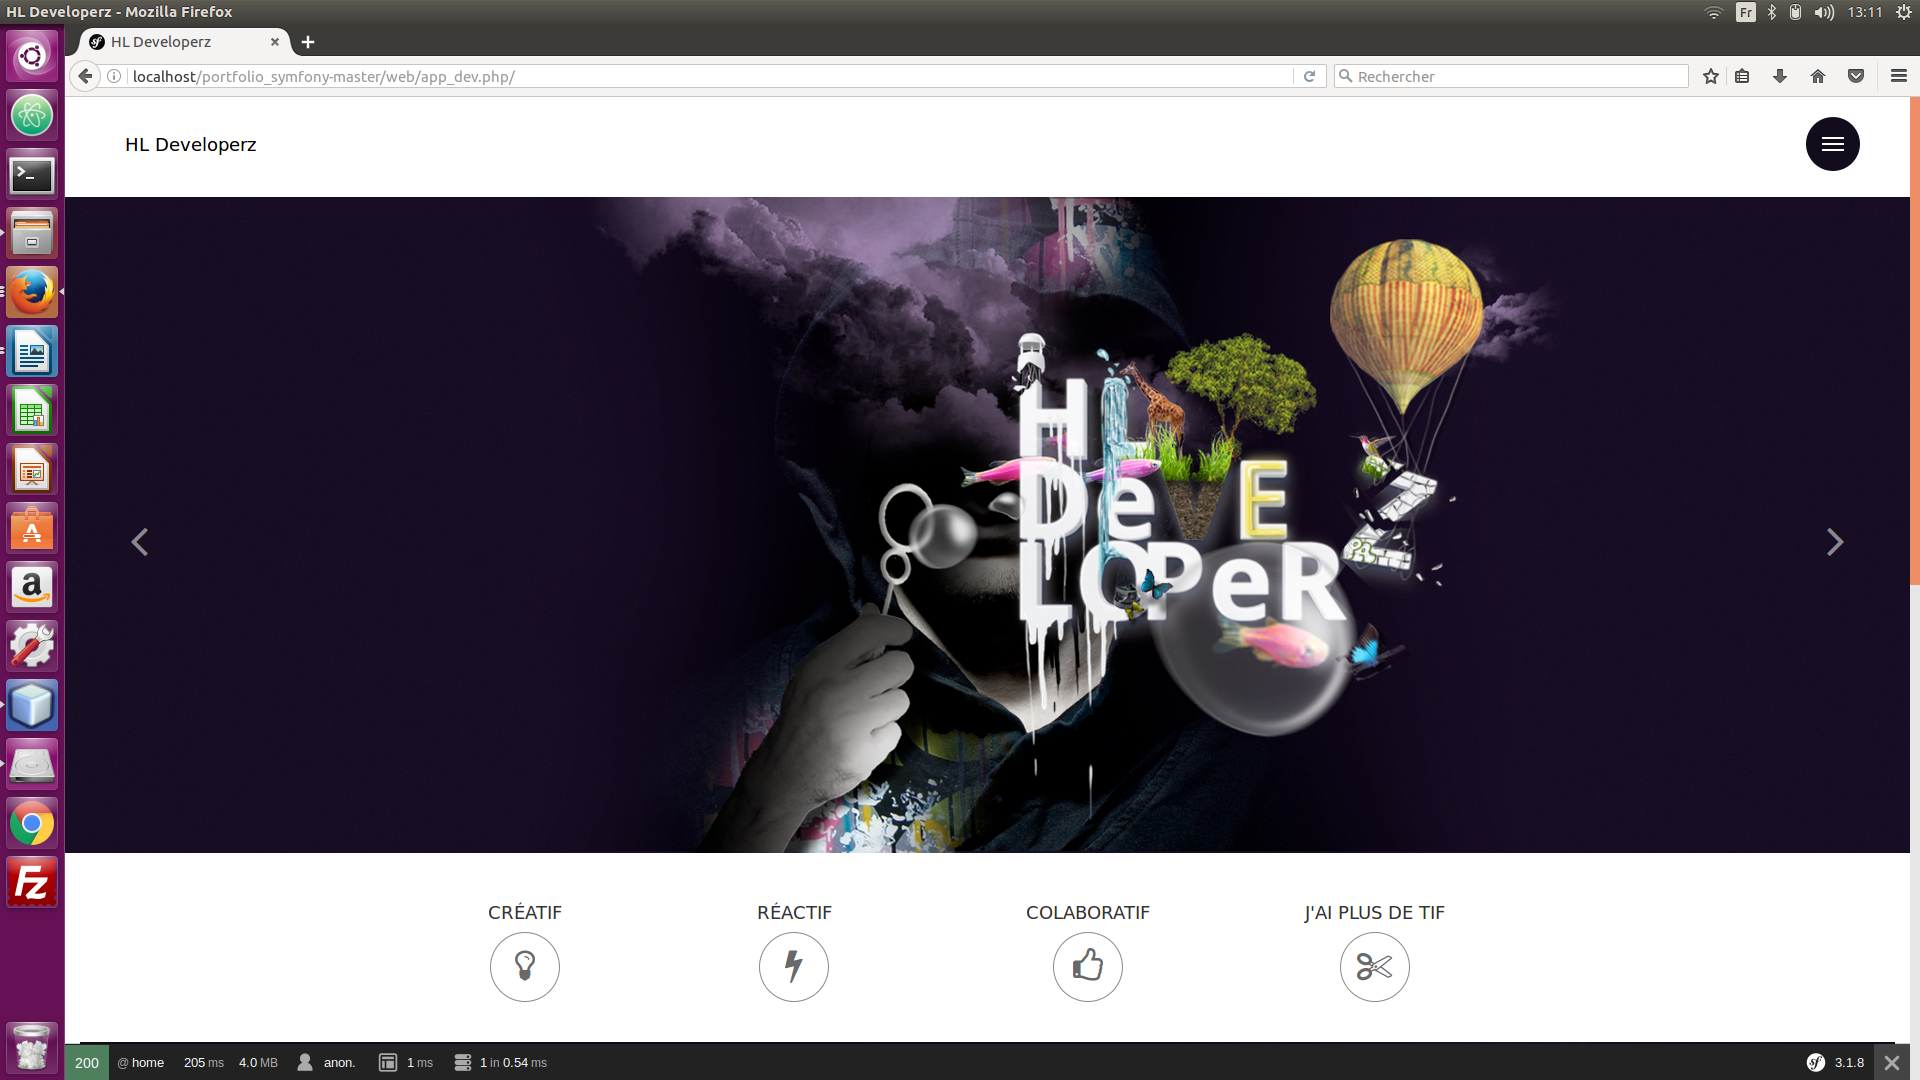 HL Developerz - Mozilla Firefox
Fr
13:11
HL Developerz
localhost/portfolio_symfony-master/web/app_dev.php/
Rechercher
HL Developerz
HL
DeVE
LOPeR
Z
CRÉATIF
RÉACTIF
COLABORATIF
J'AI PLUS DE TIF
200
@ home
205 ms
4.0 MB
anon.
1 ms
1 in 0.54 ms
sf
3.1.8